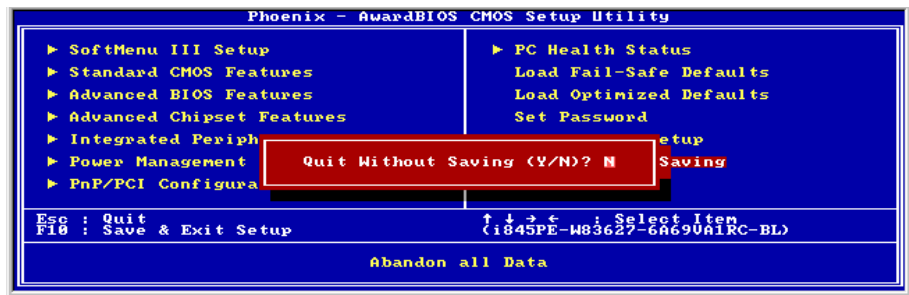 Phoenix - AwardBIOS CMOS Setup Utility
► SoftMenu III Setup
► Standard CMOS Features
► Advanced BIOS Features
► Advanced Chipset Features
► Integrated Periph
► Power Management
► PnP/PCI Configura
► PC Health Status
Load Fail-Safe Defaults
Load Optimized Defaults
Set Password
etup
Saving
Quit Without Saving (Y/N)? N
Esc : Quit
F10 : Save & Exit Setup
↑ ↓ → ← : Select Item
(i845PE-W83627-6A69VA1RC-BL)
Abandon all Data